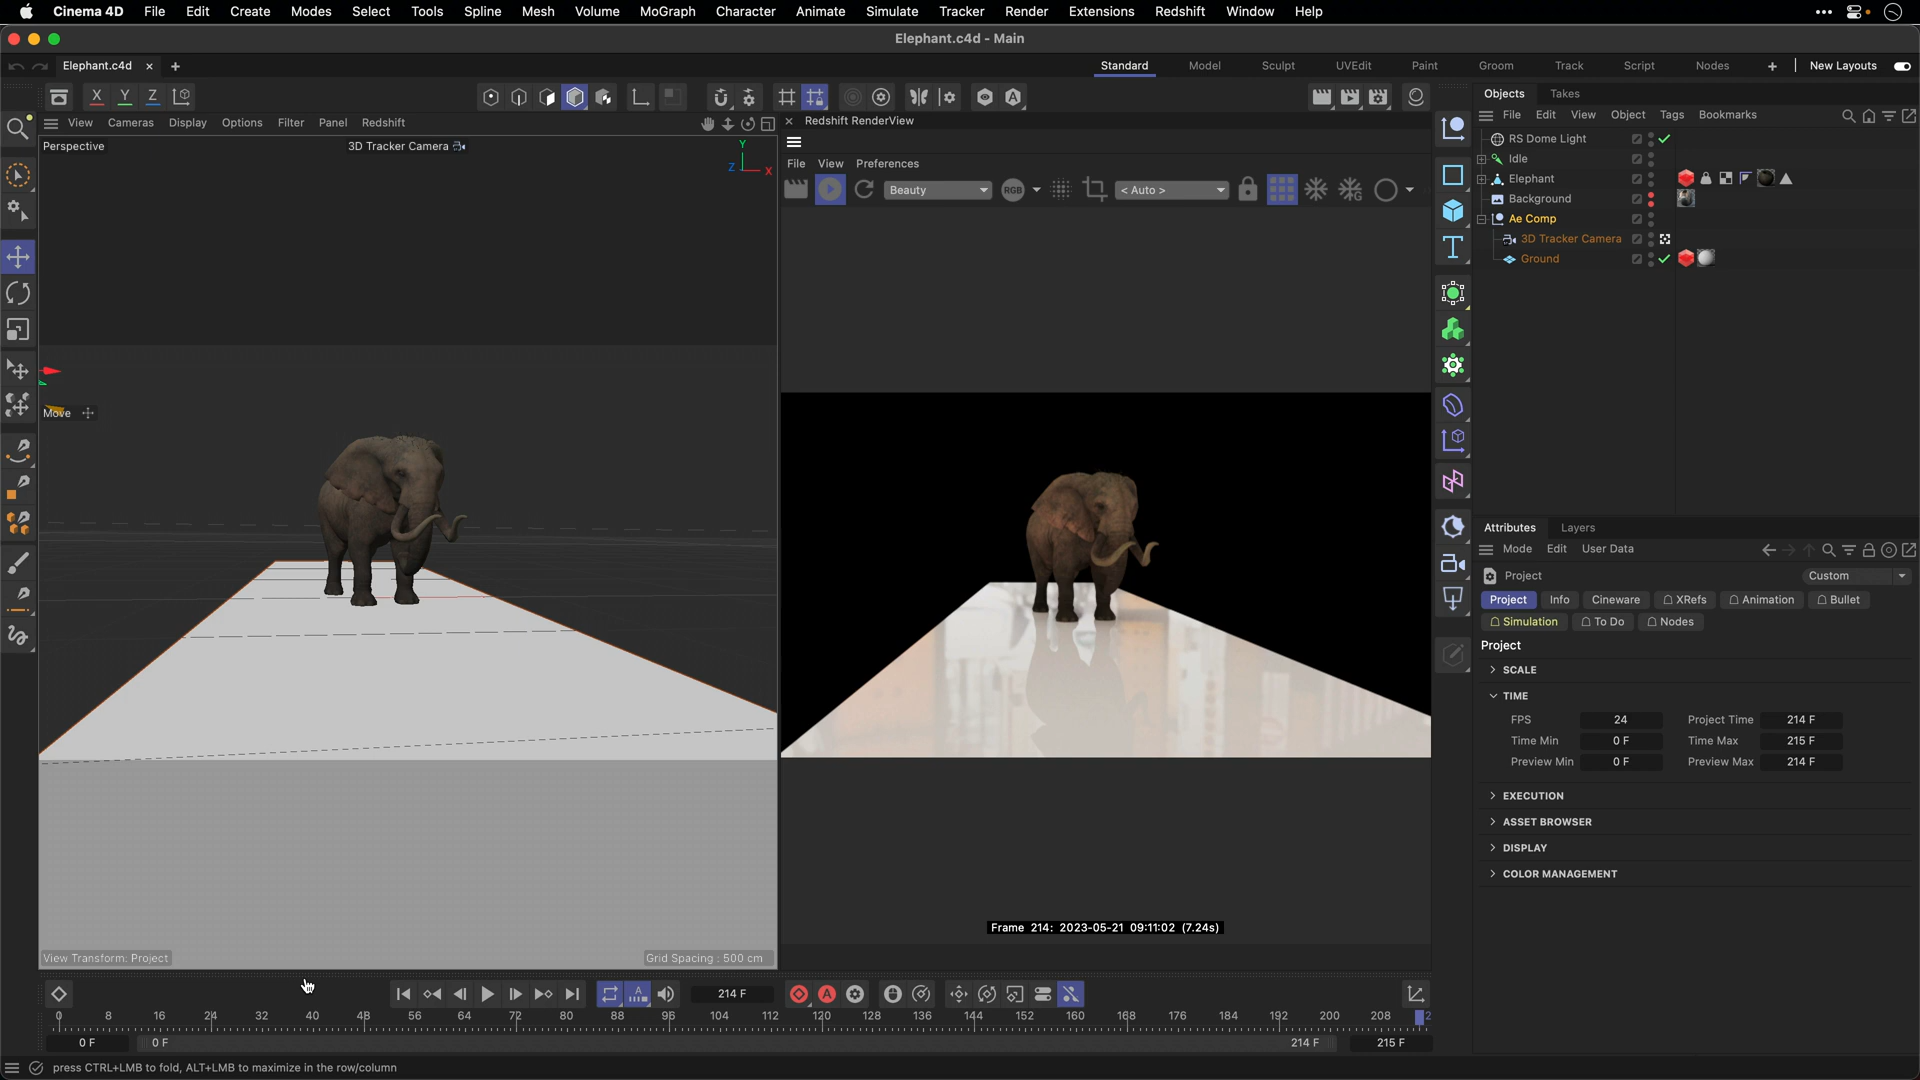 Cinema 4D File Edit Create Modes Select Tools Spline Mesh Volume MoGraph Character Animate Simulate Tracker Render Extensions Redshift Window Help
Elephant.c4d - Main
Elephant.c4d Standard Model Sculpt UVEdit Paint Groom Track Script Nodes New Layouts
X Y Z
Objects Takes
View Cameras Display Options Filter Panel Redshift
Redshift RenderView
File Edit View Object Tags Bookmarks
Perspective
3D Tracker Camera
Y
Z X
File View Preferences
Beauty RGB < Auto >
RS Dome Light
Idle
Elephant
Background
Ae Comp
3D Tracker Camera
Ground
Move
Attributes Layers
Mode Edit User Data
Project Custom
Project Info Cineware XRefs Animation Bullet
Simulation To Do Nodes
Project
SCALE
TIME
FPS 24 Project Time 214 F
Time Min 0 F Time Max 215 F
Preview Min 0 F Preview Max 214 F
EXECUTION
ASSET BROWSER
DISPLAY
COLOR MANAGEMENT
Frame 214: 2023-05-21 09:11:02 (7.24s)
View Transform: Project
Grid Spacing : 500 cm
214 F
0 8 16 24 32 40 48 56 64 72 80 88 96 104 112 120 128 136 144 152 160 168 176 184 192 200 208 2
0 F 0 F 214 F 215 F
press CTRL+LMB to fold, ALT+LMB to maximize in the row/column